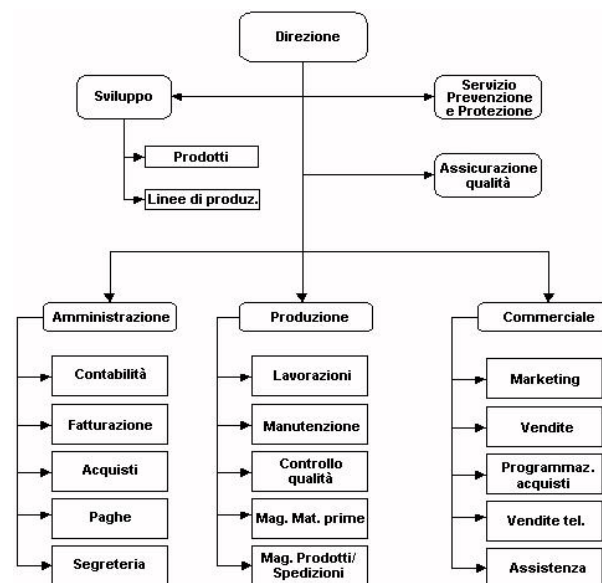 Direzione
Sviluppo
Servizio
Prevenzione
e Protezione
Prodotti
Assicurazione
qualità
Linee di produz.
Amministrazione
Produzione
Commerciale
Contabilità
Lavorazioni
Marketing
Fatturazione
Manutenzione
Vendite
Acquisti
Controllo
qualità
Programmaz.
acquisti
Paghe
Mag. Mat. prime
Vendite tel.
Segreteria
Mag. Prodotti/
Spedizioni
Assistenza